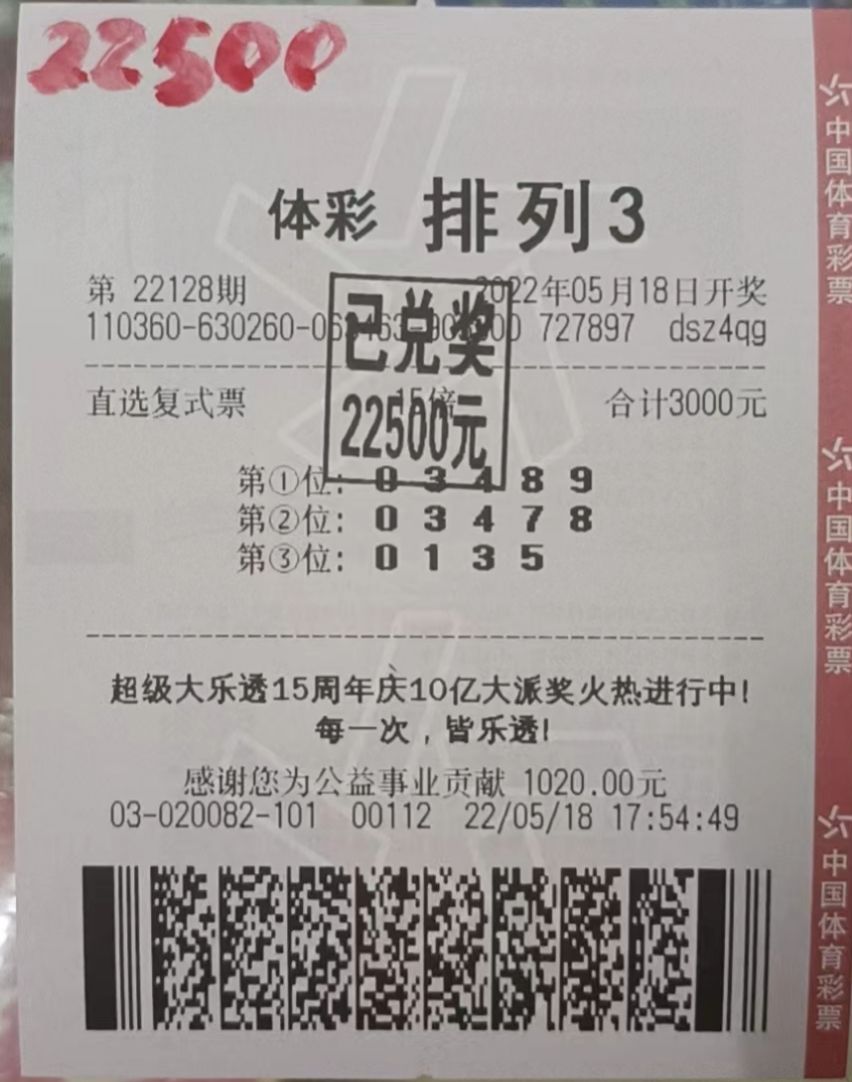 22500
体彩 排列3
第 22128期 2022年05月18日开奖
110360-630260-06 727897 dsz4qg
已兑奖
22500元
直选复式票 15倍 合计3000元
第①位: 0 3 4 8 9
第②位: 0 3 4 7 8
第③位: 0 1 3 5
超级大乐透15周年庆10亿大派奖火热进行中!
每一次,皆乐透!
感谢您为公益事业贡献 1020.00元
03-020082-101 00112 22/05/18 17:54:49
中国体育彩票
中国体育彩票
中国体育彩票